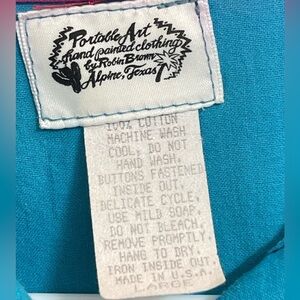 Portable Art
hand painted clothing
by Robin Brown
Alpine, Texas
100% COTTON
MACHINE WASH
COOL, DO NOT
HAND WASH,
BUTTONS FASTENED
INSIDE OUT,
DELICATE CYCLE,
USE MILD SOAP,
DO NOT BLEACH,
REMOVE PROMPTLY,
HANG TO DRY,
IRON INSIDE OUT,
MADE IN U.S.A.
LARGE